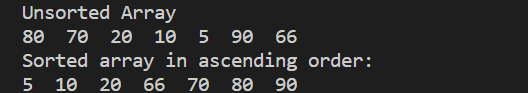 Unsorted Array
80  70  20  10  5  90  66
Sorted array in ascending order:
5  10  20  66  70  80  90